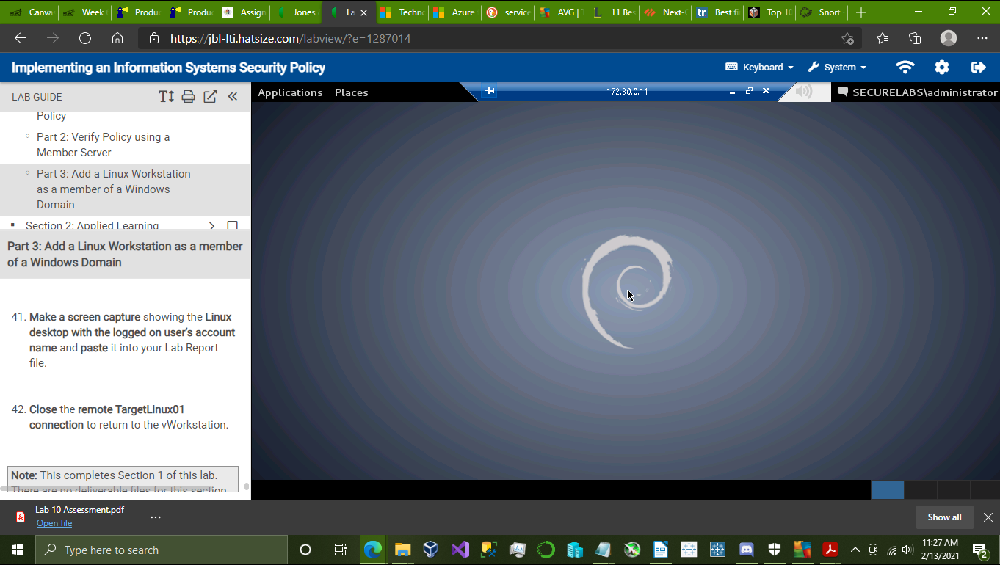 Canva
Week
Produ
Produ
Assign
Jones
La
Techn
Azure
service
AVG |
11 Bes
Next-
Best fi
Top 10
Snort
https://jbl-lti.hatsize.com/labview/?e=1287014
Implementing an Information Systems Security Policy
Keyboard
System
LAB GUIDE
Applications Places
172.30.0.11
SECURELABS\administrator
Policy
Part 2: Verify Policy using a
Member Server
Part 3: Add a Linux Workstation
as a member of a Windows
Domain
Section 2: Applied Learning
Part 3: Add a Linux Workstation as a member
of a Windows Domain
41. Make a screen capture showing the Linux
desktop with the logged on user's account
name and paste it into your Lab Report
file.
42. Close the remote TargetLinux01
connection to return to the vWorkstation.
Note: This completes Section 1 of this lab.
There are no deliverable files for this section
Lab 10 Assessment.pdf
Open file
Show all
Type here to search
11:27 AM
2/13/2021
2